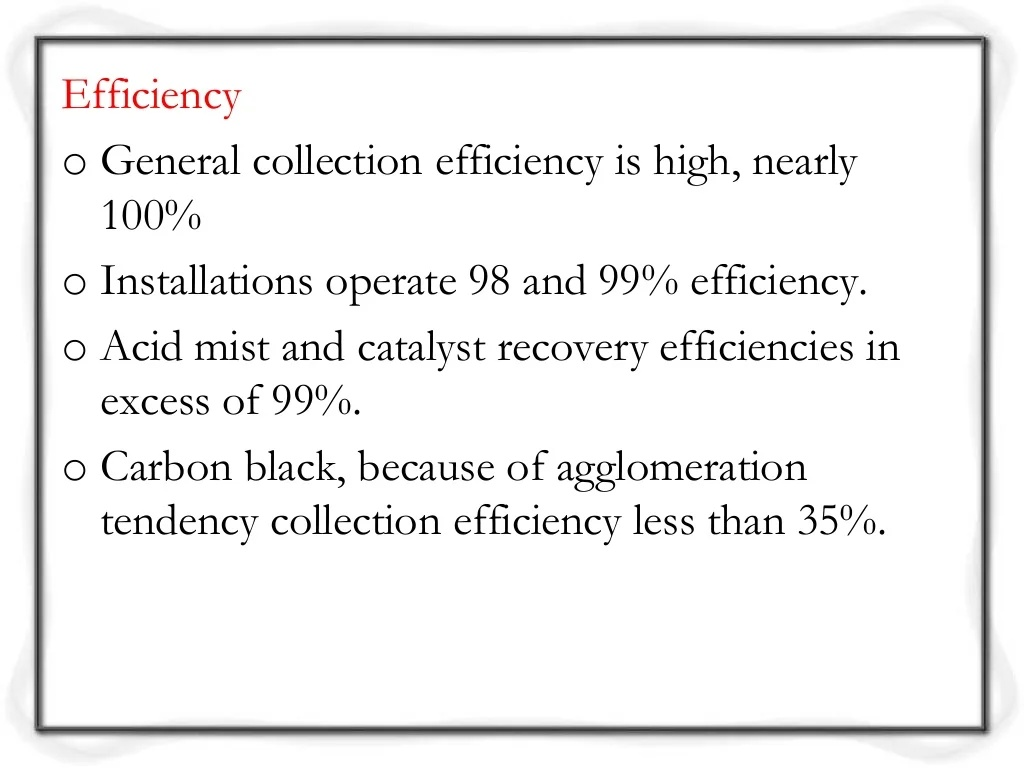 Efficiency
o General collection efficiency is high, nearly
100%
o Installations operate 98 and 99% efficiency.
o Acid mist and catalyst recovery efficiencies in
excess of 99%.
o Carbon black, because of agglomeration
tendency collection efficiency less than 35%.